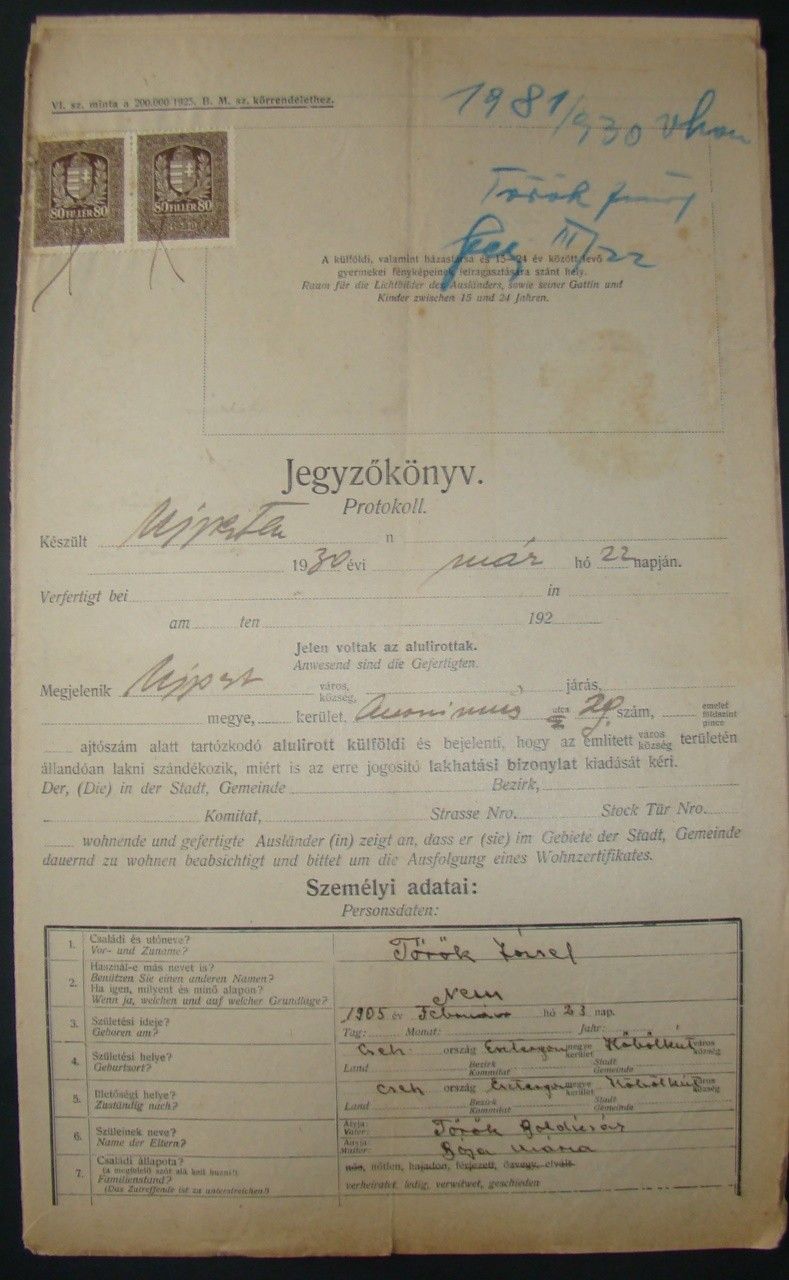 VI. sz. minta a 200.000/1925. B. M. sz. körrendelethez.
1981/930
Török
III/22
80 FILLÉR 80
80 FILLÉR 80
A külföldi, valamint házastársa és 15—24 év közötti levő
gyermekei fényképeinek felragasztására szánt hely.
Raum für die Lichtbilder des Ausländers, sowie seiner Gattin und
Kinder zwischen 15 und 24 Jahren.
Jegyzőkönyv.
Protokoll.
Készült Ujpesten n
1930 évi már hó 22 napján.
Verfertigt bei in
am ten 192
Jelen voltak az alulirottak.
Anwesend sind die Gefertigten.
Megjelenik Ujpest város, község, járás,
megye, kerület, Anonimus utca 29 szám, emelet földszint pince
ajtószám alatt tartózkodó alulirott külföldi és bejelenti, hogy az említett város község területén
állandóan lakni szándékozik, miért is az erre jogosító lakhatási bizonylat kiadását kéri.
Der, (Die) in der Stadt, Gemeinde Bezirk,
Komitat, Strasse Nro. Stock Tür Nro.
wohnende und gefertigte Ausländer (in) zeigt an, dass er (sie) im Gebiete der Stadt, Gemeinde
dauernd zu wohnen beabsichtigt und bittet um die Ausfolgung eines Wohnzertifikates.
Személyi adatai:
Personsdaten:
1. Családi és utóneve? Török József
Vor- und Zuname?
2. Használ-e más nevet is?
Benützen Sie einen anderen Namen?
Ha igen, milyent és minő alapon? Nem
Wenn ja, welchen und auf welcher Grundlage?
3. Születési ideje? 1905 év Február hó 23 nap.
Geboren am? Tag: Monat: Jahr:
4. Születési helye? Cseh ország Esztergom megye kerület Köbölkut város község
Geburtsort? Land Bezirk Kommitat Stadt Gemeinde
5. Illetőségi helye? Cseh ország Esztergom megye kerület Köbölkut város község
Zuständig nach? Land Bezirk Kommitat Stadt Gemeinde
6. Szüleinek neve? Atyja: Vater: Török
Name der Eltern? Anyja: Mutter: Mária
7. Családi állapota? nős, nőtlen, hajadon, férjezett, özvegy, elvált
(a megfelelő szót alá kell huzni!)
Familienstand? verheiratet, ledig, verwitwet, geschieden
(Das Zutreffende ist zu unterstreichen!)